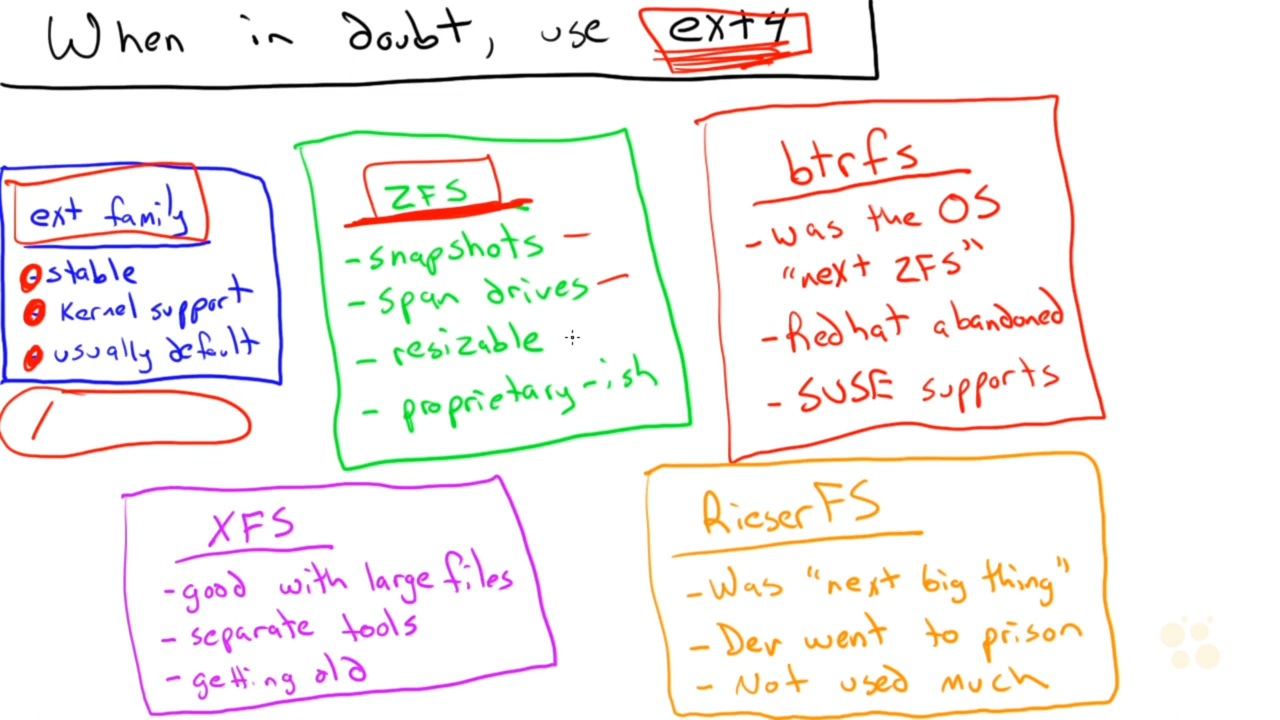 When in doubt, use ext4
ext family
-stable
- Kernel support
- usually default
ZFS
-snapshots
- span drives
- resizable
- proprietary-ish
btrfs
-was the OS
"next ZFS"
-Redhat abandoned
- SUSE supports
XFS
-good with large files
- separate tools
- getting old
RieserFS
-Was "next big thing"
- Dev went to prison
- Not used much